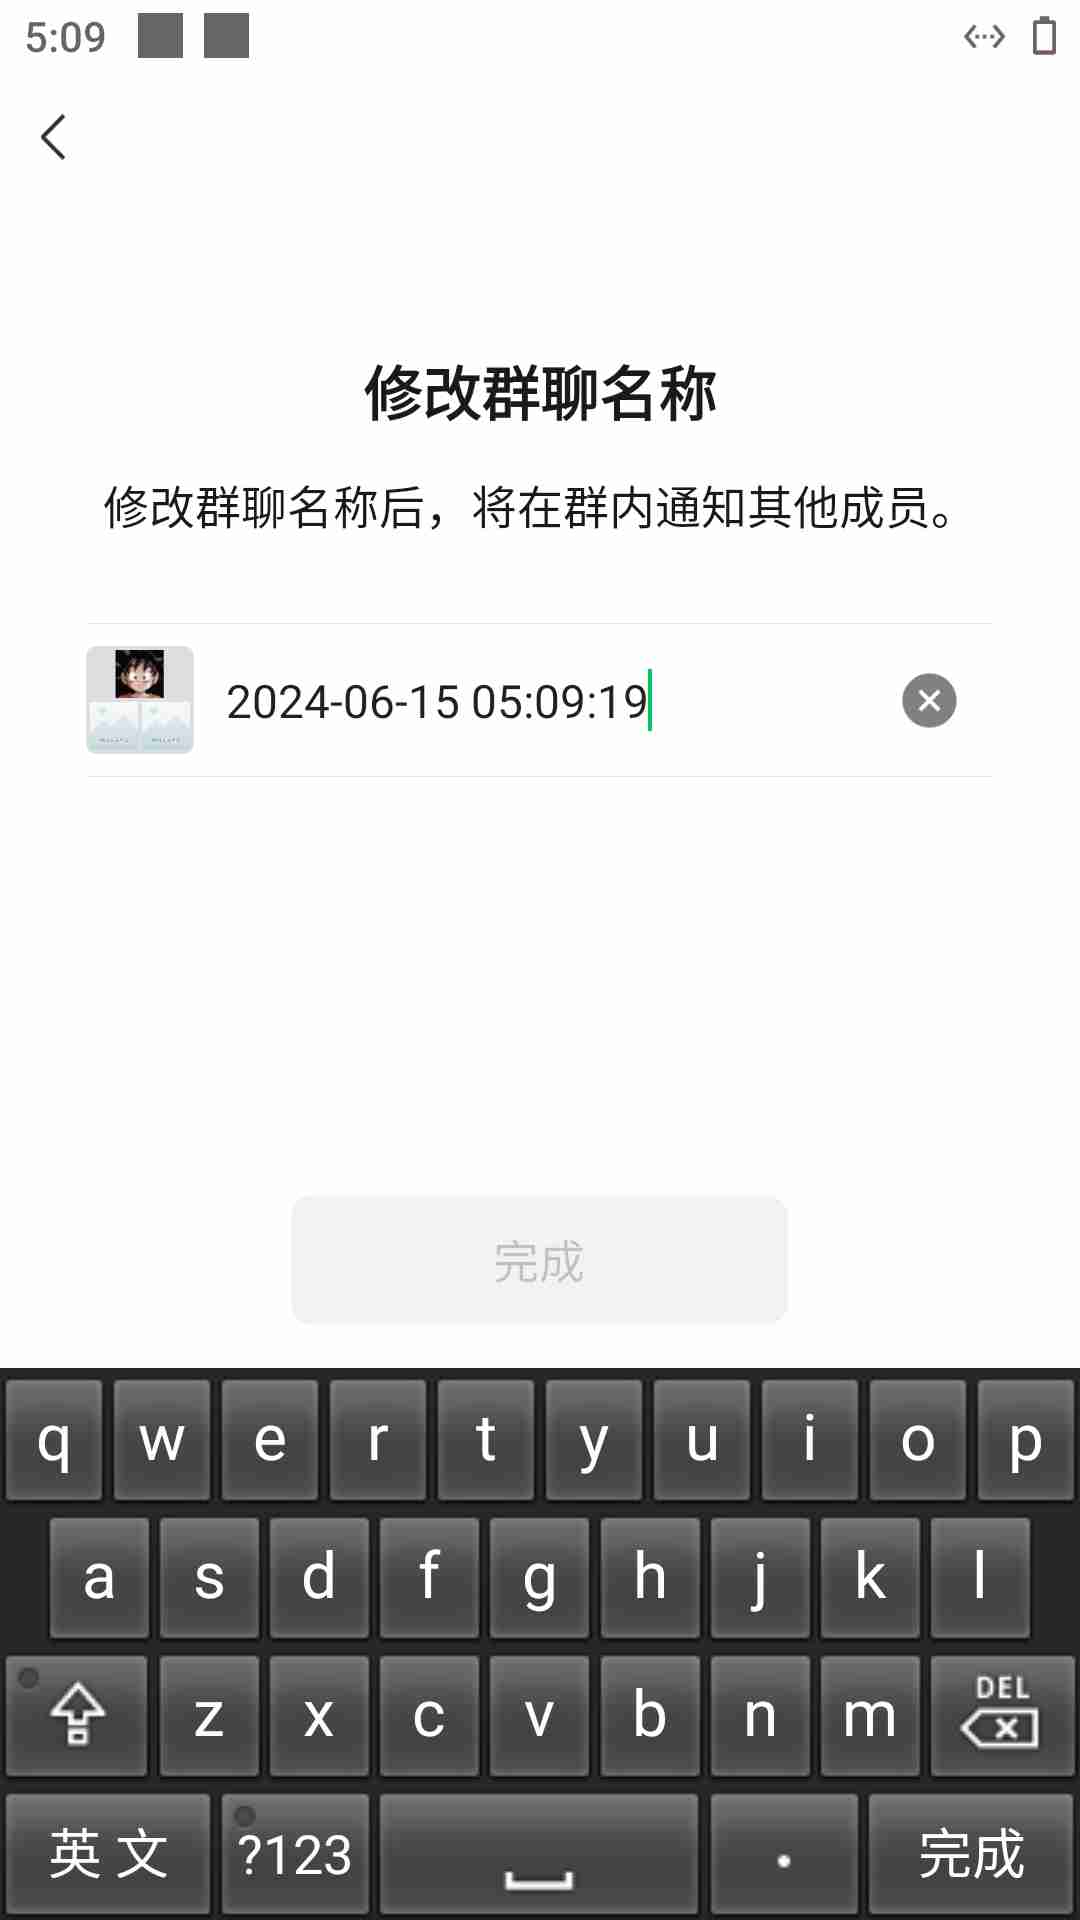 5:09
修改群聊名称
修改群聊名称后，将在群内通知其他成员。
2024-06-15 05:09:19
完成
q w e r t y u i o p
a s d f g h j k l
z x c v b n m DEL
英文 ?123 . 完成